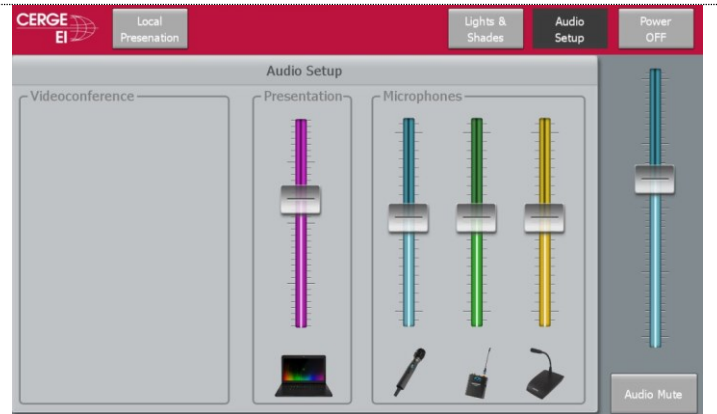 CERGE
EI
Local
Presenation
Lights &
Shades
Audio
Setup
Power
OFF
Audio Setup
Videoconference
Presentation
Microphones
Audio Mute